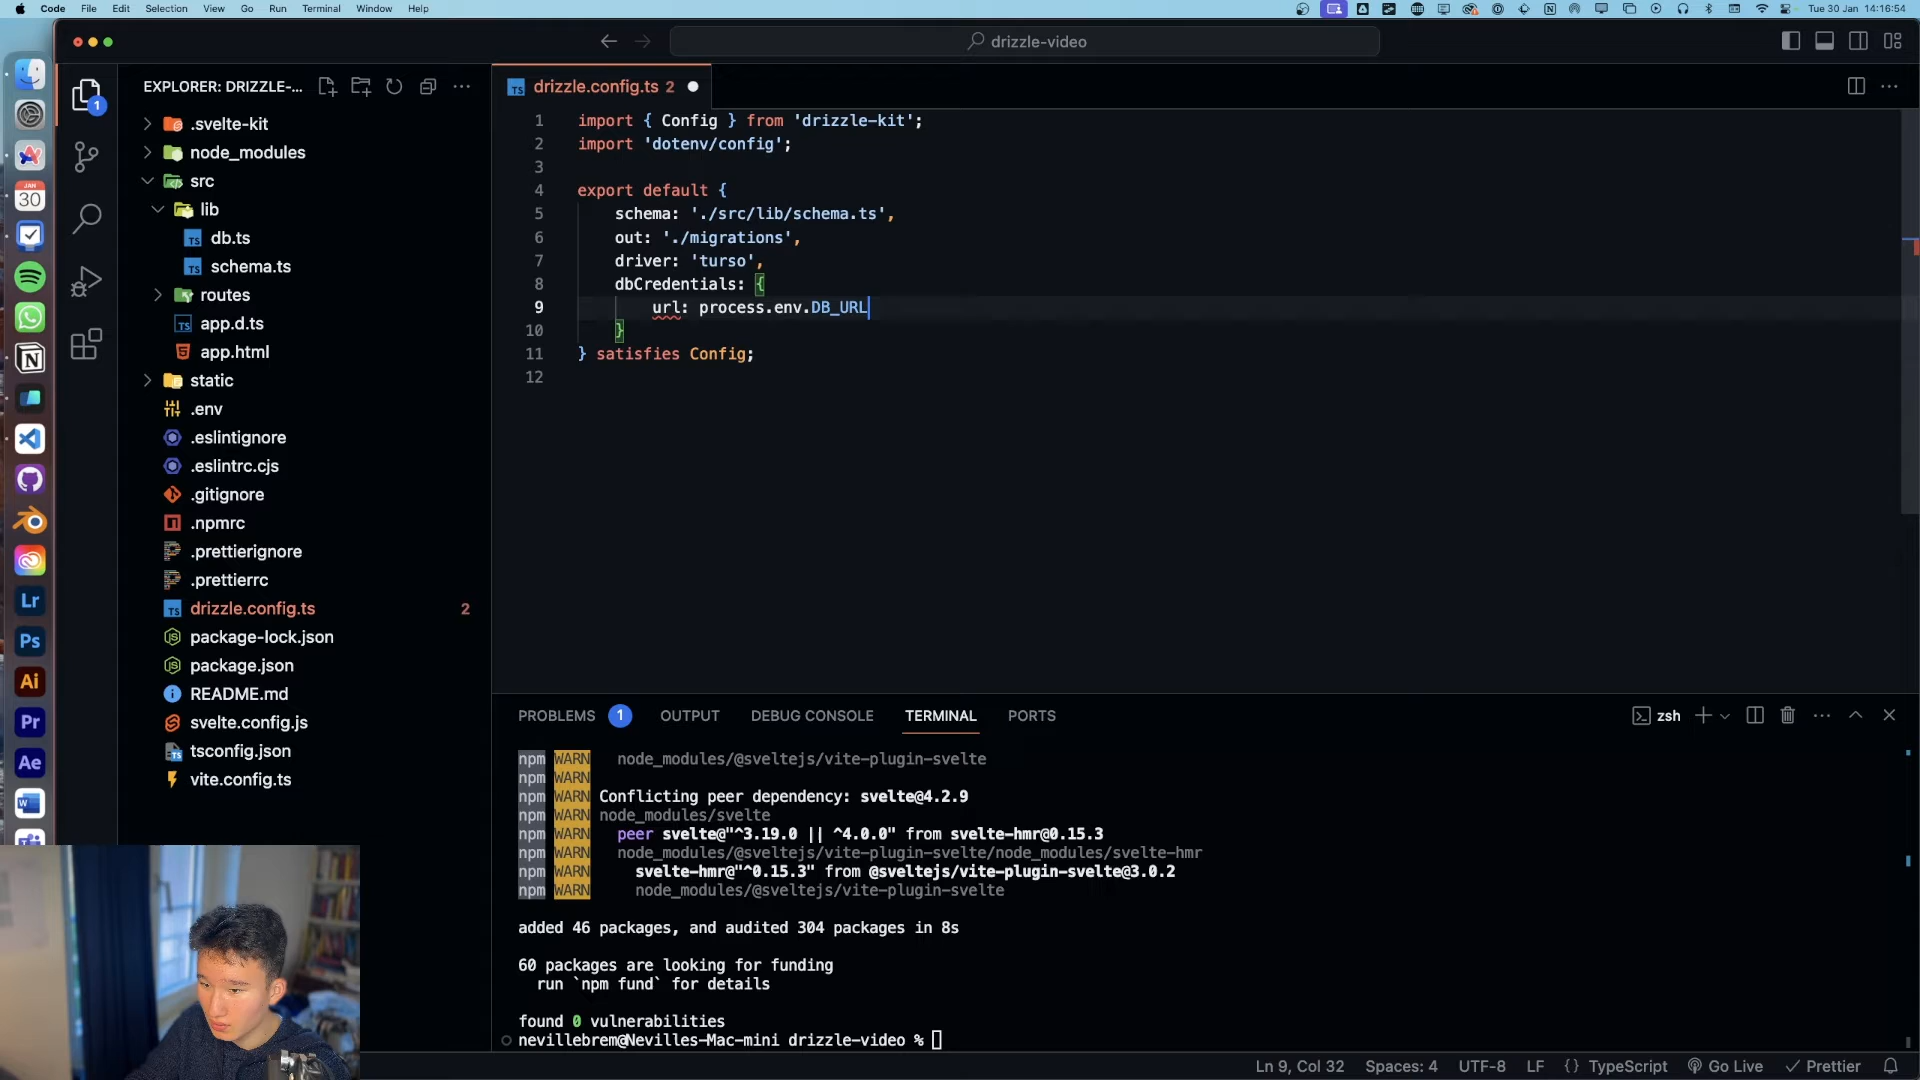 Code File Edit Selection View Go Run Terminal Window Help
Tue 30 Jan 14:16:54
drizzle-video
EXPLORER: DRIZZLE-...
drizzle.config.ts 2
1
JAN
30
.svelte-kit
node_modules
src
lib
db.ts
schema.ts
routes
app.d.ts
app.html
static
.env
.eslintignore
.eslintrc.cjs
.gitignore
.npmrc
.prettierignore
.prettierrc
drizzle.config.ts 2
package-lock.json
package.json
README.md
svelte.config.js
tsconfig.json
vite.config.ts
Lr
Ps
Ai
Pr
Ae
W
1 import { Config } from 'drizzle-kit';
2 import 'dotenv/config';
3
4 export default {
5 schema: './src/lib/schema.ts',
6 out: './migrations',
7 driver: 'turso',
8 dbCredentials: {
9 url: process.env.DB_URL
10 }
11 } satisfies Config;
12
PROBLEMS 1 OUTPUT DEBUG CONSOLE TERMINAL PORTS
zsh
npm WARN node_modules/@sveltejs/vite-plugin-svelte
npm WARN
npm WARN Conflicting peer dependency: svelte@4.2.9
npm WARN node_modules/svelte
npm WARN peer svelte@"^3.19.0 || ^4.0.0" from svelte-hmr@0.15.3
npm WARN node_modules/@sveltejs/vite-plugin-svelte/node_modules/svelte-hmr
npm WARN svelte-hmr@"^0.15.3" from @sveltejs/vite-plugin-svelte@3.0.2
npm WARN node_modules/@sveltejs/vite-plugin-svelte
added 46 packages, and audited 304 packages in 8s
60 packages are looking for funding
run `npm fund` for details
found 0 vulnerabilities
nevillebrem@Nevilles-Mac-mini drizzle-video %
Ln 9, Col 32 Spaces: 4 UTF-8 LF {} TypeScript Go Live Prettier